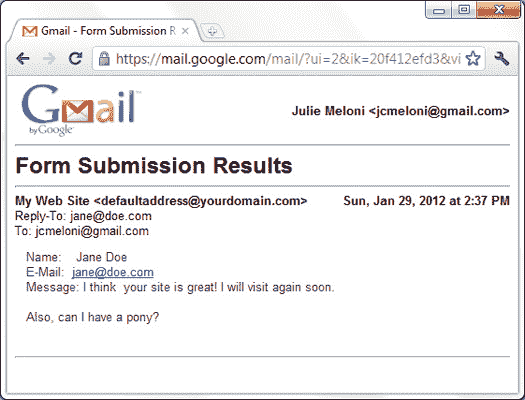 Gmail - Form Submission R
https://mail.google.com/mail/?ui=2&ik=20f412efd3&vi
Gmail™
by Google™
Julie Meloni <jcmeloni@gmail.com>
Form Submission Results
My Web Site <defaultaddress@yourdomain.com> Sun, Jan 29, 2012 at 2:37 PM
Reply-To: jane@doe.com
To: jcmeloni@gmail.com
Name: Jane Doe
E-Mail: jane@doe.com
Message: I think your site is great! I will visit again soon.
Also, can I have a pony?